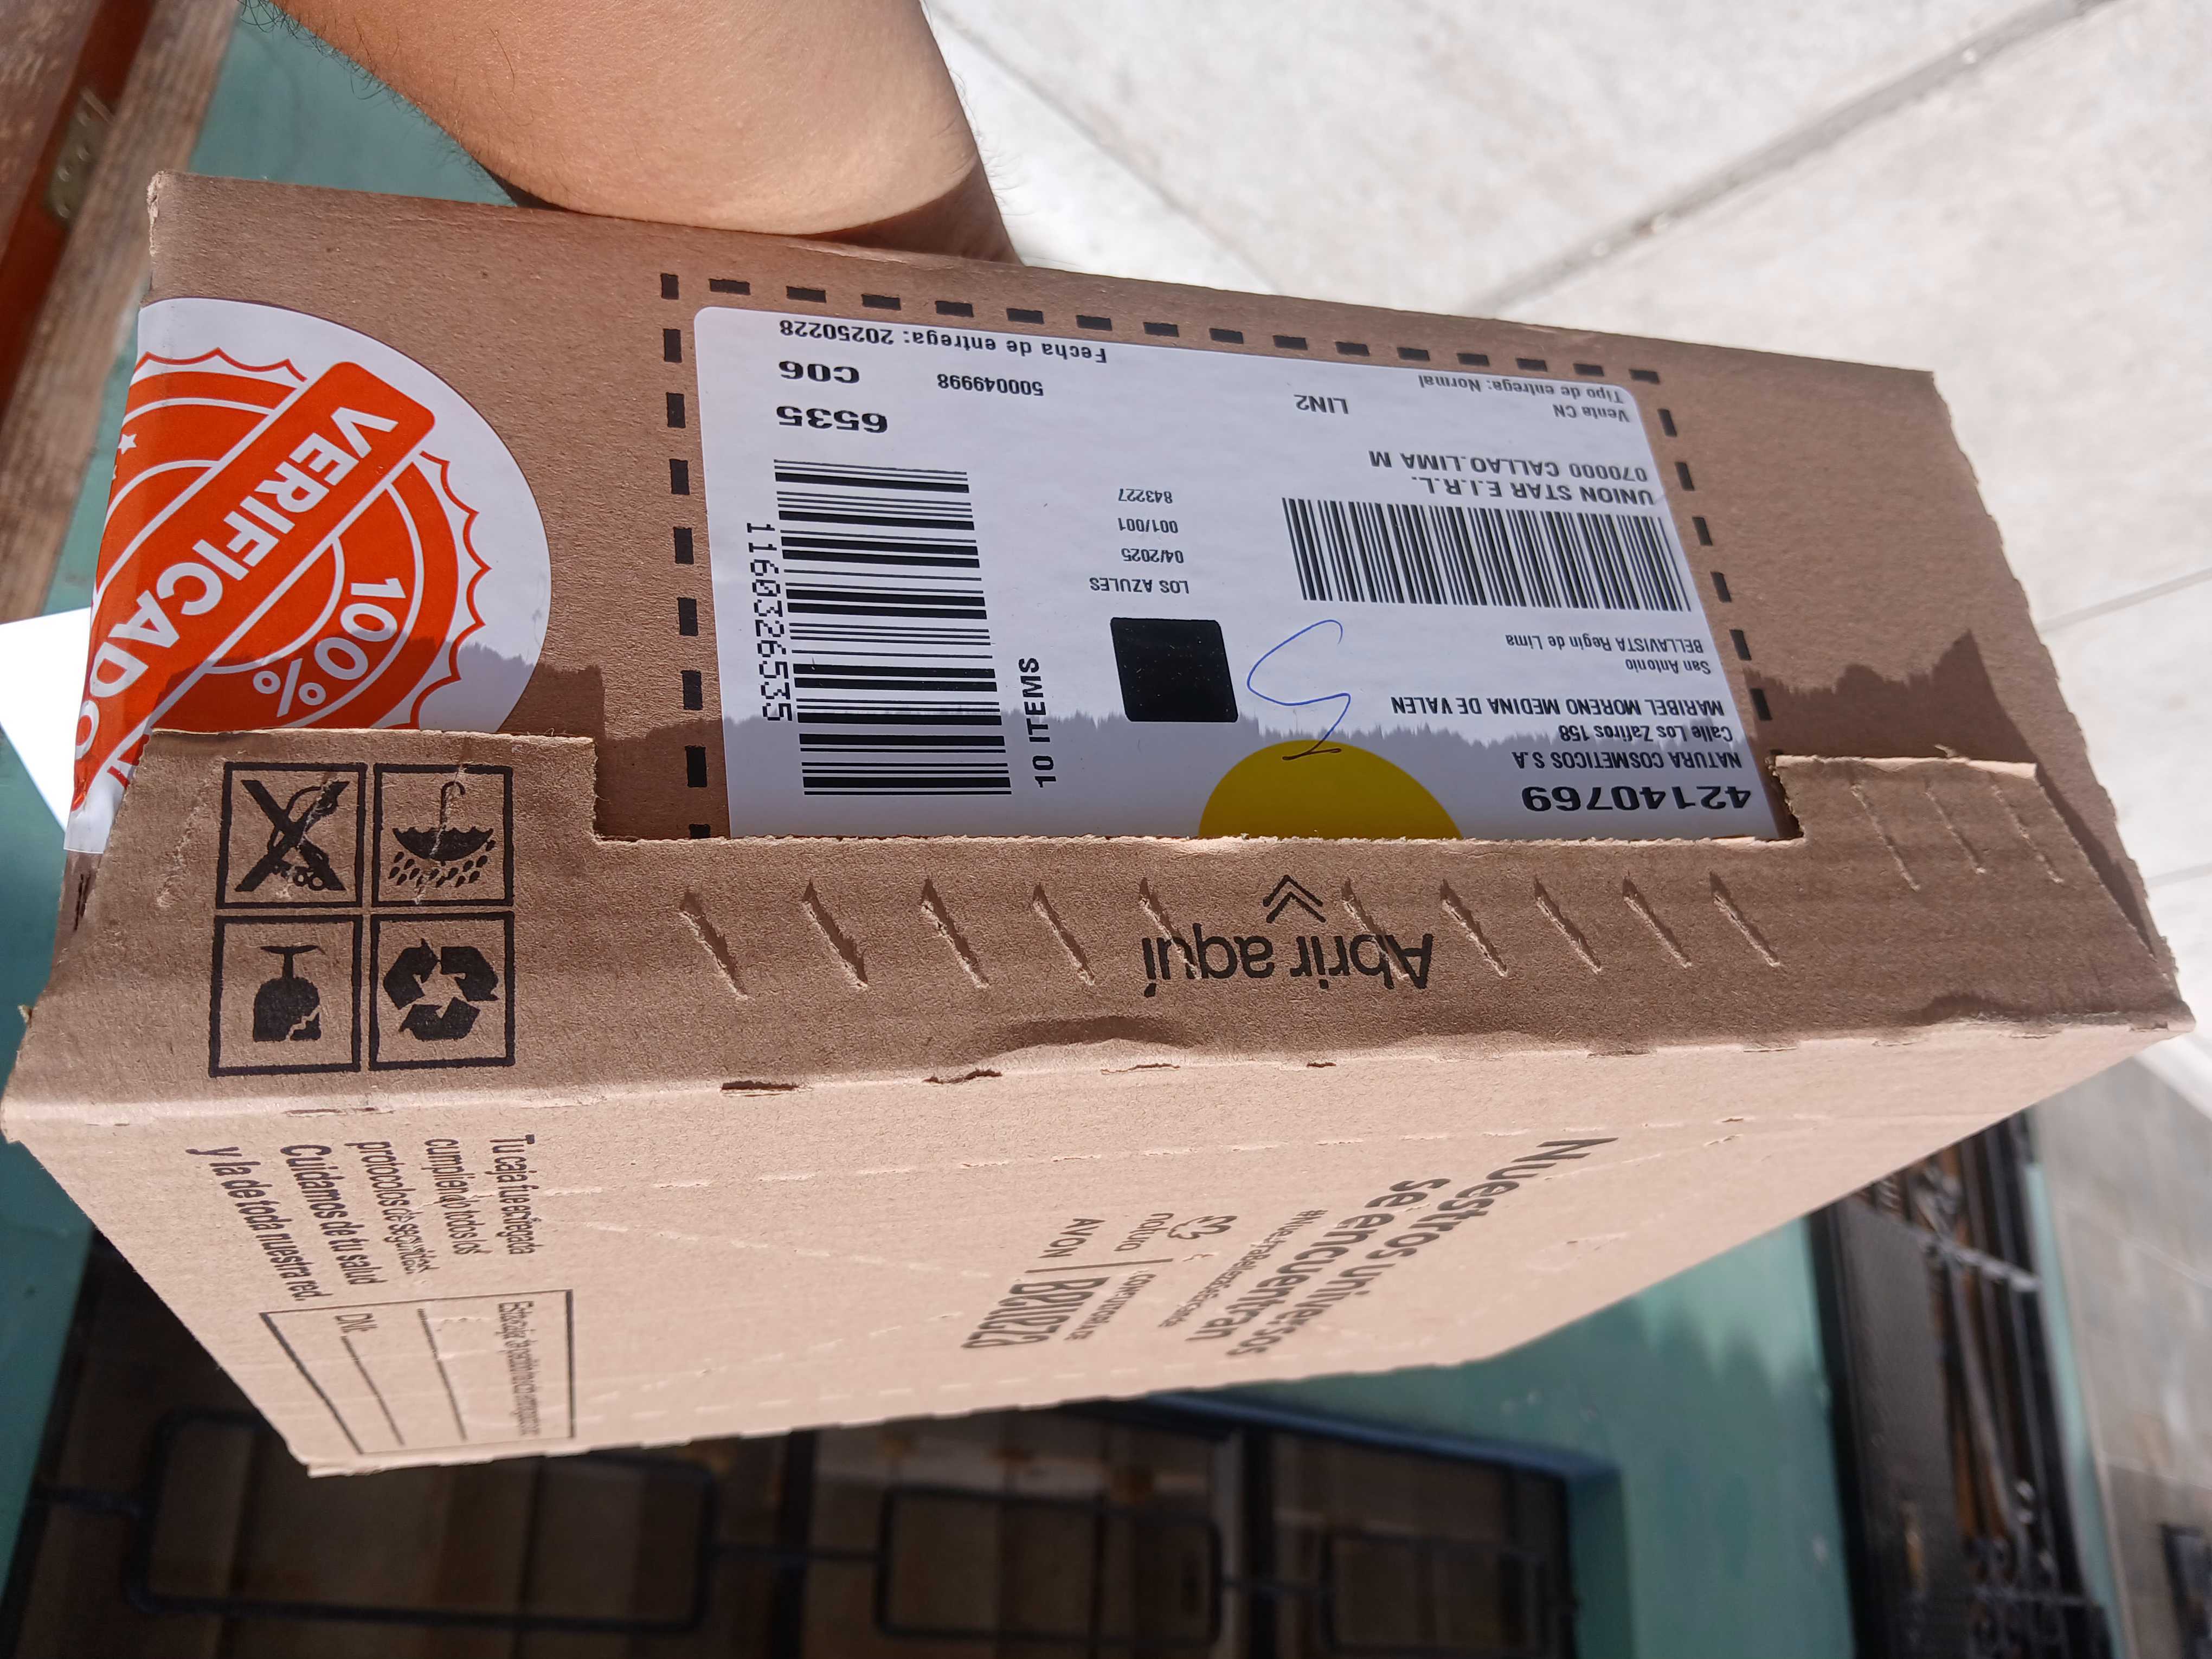 42140769
NATURA COSMETICOS S.A
Calle Los Zafiros 158
MARIBEL MORENO MEDINA DE VALEN
San Antonio
BELLAVISTA Regin de Lima
UNION STAR E.I.R.L.
070000 CALLAO.LIMA M
Venta CN
LIN2
Tipo de entrega: Normal
LOS AZULES
04/2025
001/001
843227
10 ITEMS
1160326535
6535
500049998
C06
Fecha de entrega: 20250228
100%
VERIFICADO
Abrir aquí
Nuestros universos
se encuentran
natura
AVON
Tu caja fue entregada
cumpliendo todos los
protocolos de seguridad.
Cuidamos de tu salud
y la de toda nuestra red.